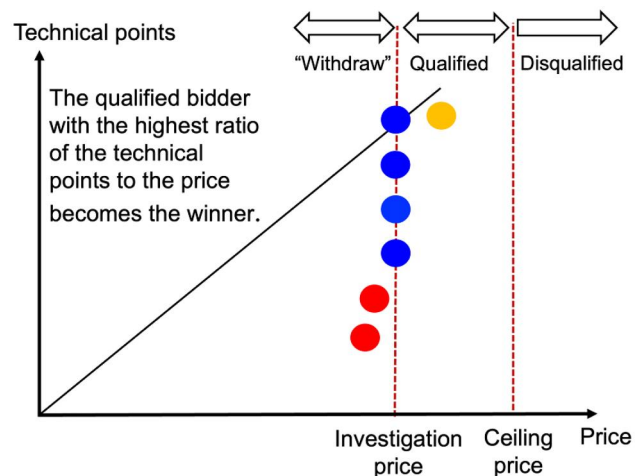 Technical points
“Withdraw” Qualified Disqualified
The qualified bidder
with the highest ratio
of the technical
points to the price
becomes the winner.
Investigation price
Ceiling price
Price